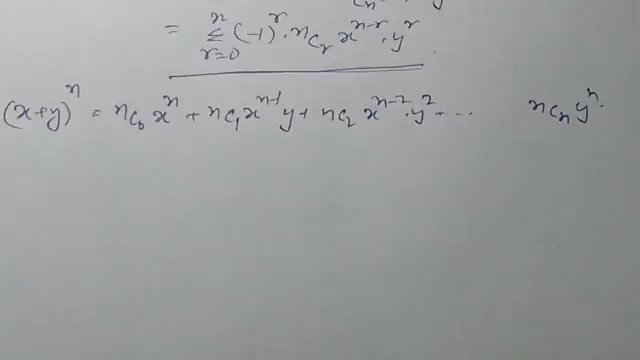 = Σ_{r=0}^{n} (-1)^r · nC_r x^{n-r} · y^r
(x+y)^n = nC_0 x^n + nC_1 x^{n-1} y + nC_2 x^{n-2} · y^2 + ... nC_n y^n.